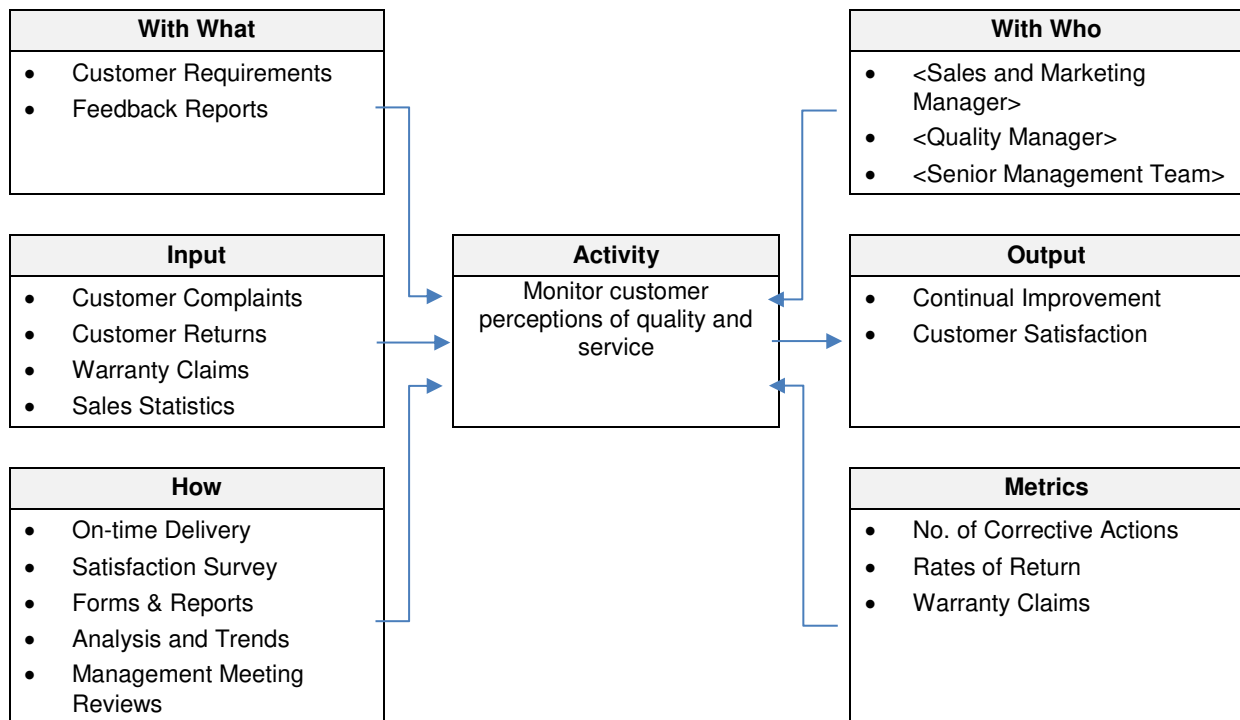 With What
• Customer Requirements
• Feedback Reports
With Who
• <Sales and Marketing
Manager>
• <Quality Manager>
• <Senior Management Team>
Input
• Customer Complaints
• Customer Returns
• Warranty Claims
• Sales Statistics
Activity
Monitor customer
perceptions of quality and
service
Output
• Continual Improvement
• Customer Satisfaction
How
• On-time Delivery
• Satisfaction Survey
• Forms & Reports
• Analysis and Trends
• Management Meeting
Reviews
Metrics
• No. of Corrective Actions
• Rates of Return
• Warranty Claims